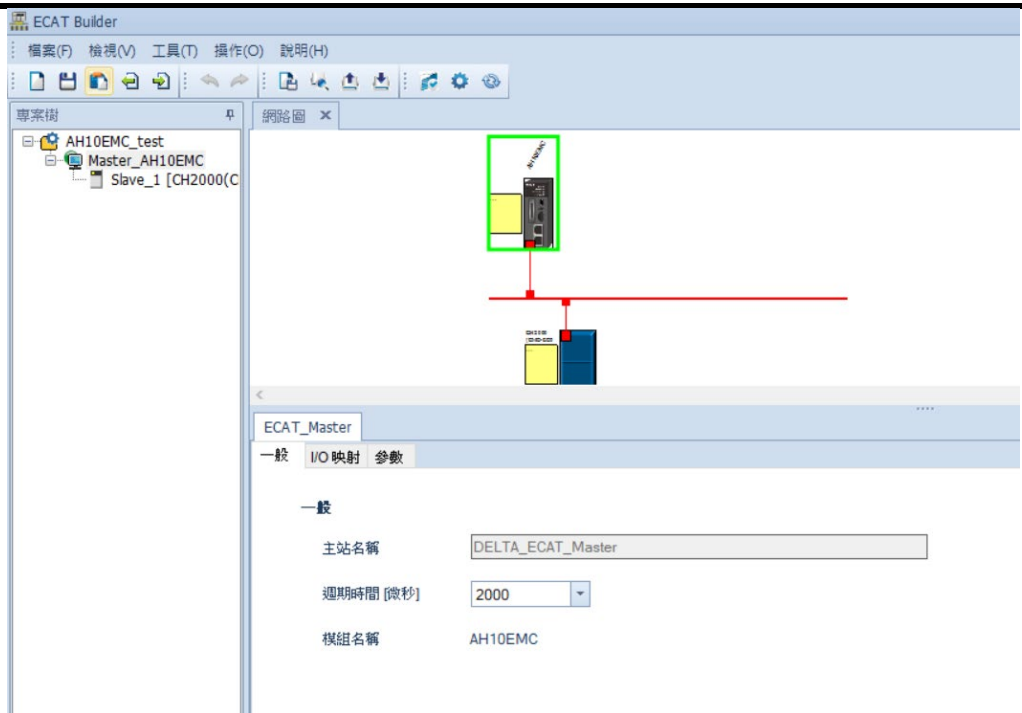 ECAT Builder
檔案(F) 檢視(V) 工具(T) 操作(O) 說明(H)
專案樹
網路圖
AH10EMC_test
Master_AH10EMC
Slave_1 [CH2000(C
AH10EMC
ECAT_Master
一般 I/O 映射 參數
一般
主站名稱 DELTA_ECAT_Master
週期時間 [微秒] 2000
模組名稱 AH10EMC